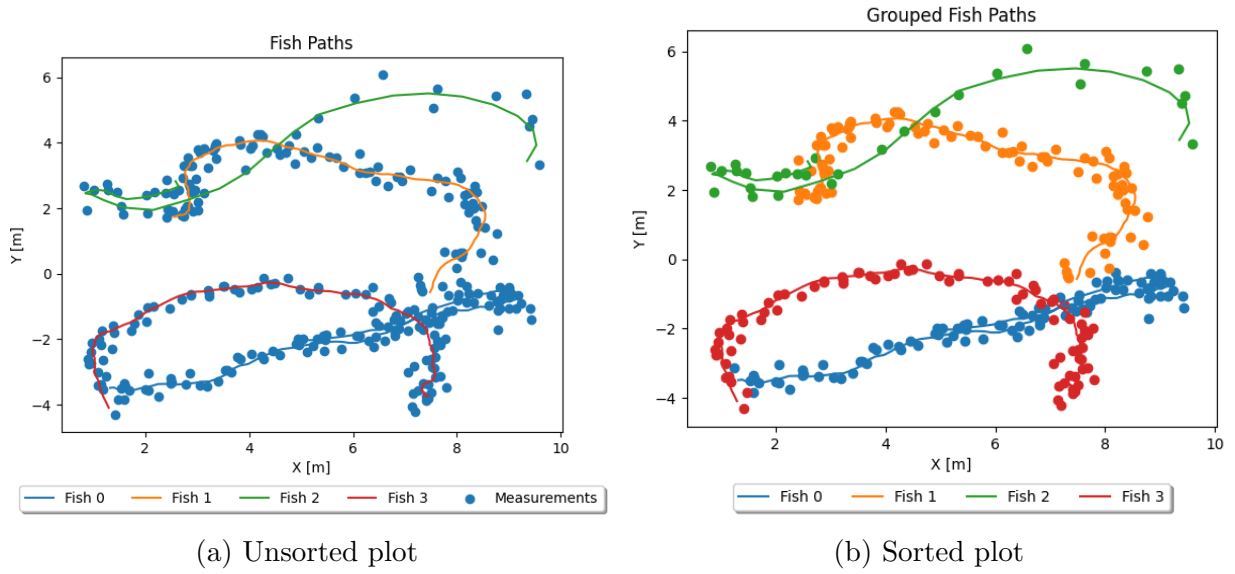 Fish Paths
6
4
2
0
−2
−4
Y [m]
2
4
6
8
10
X [m]
Fish 0
Fish 1
Fish 2
Fish 3
Measurements
(a) Unsorted plot
Grouped Fish Paths
6
4
2
0
−2
−4
Y [m]
2
4
6
8
10
X [m]
Fish 0
Fish 1
Fish 2
Fish 3
(b) Sorted plot